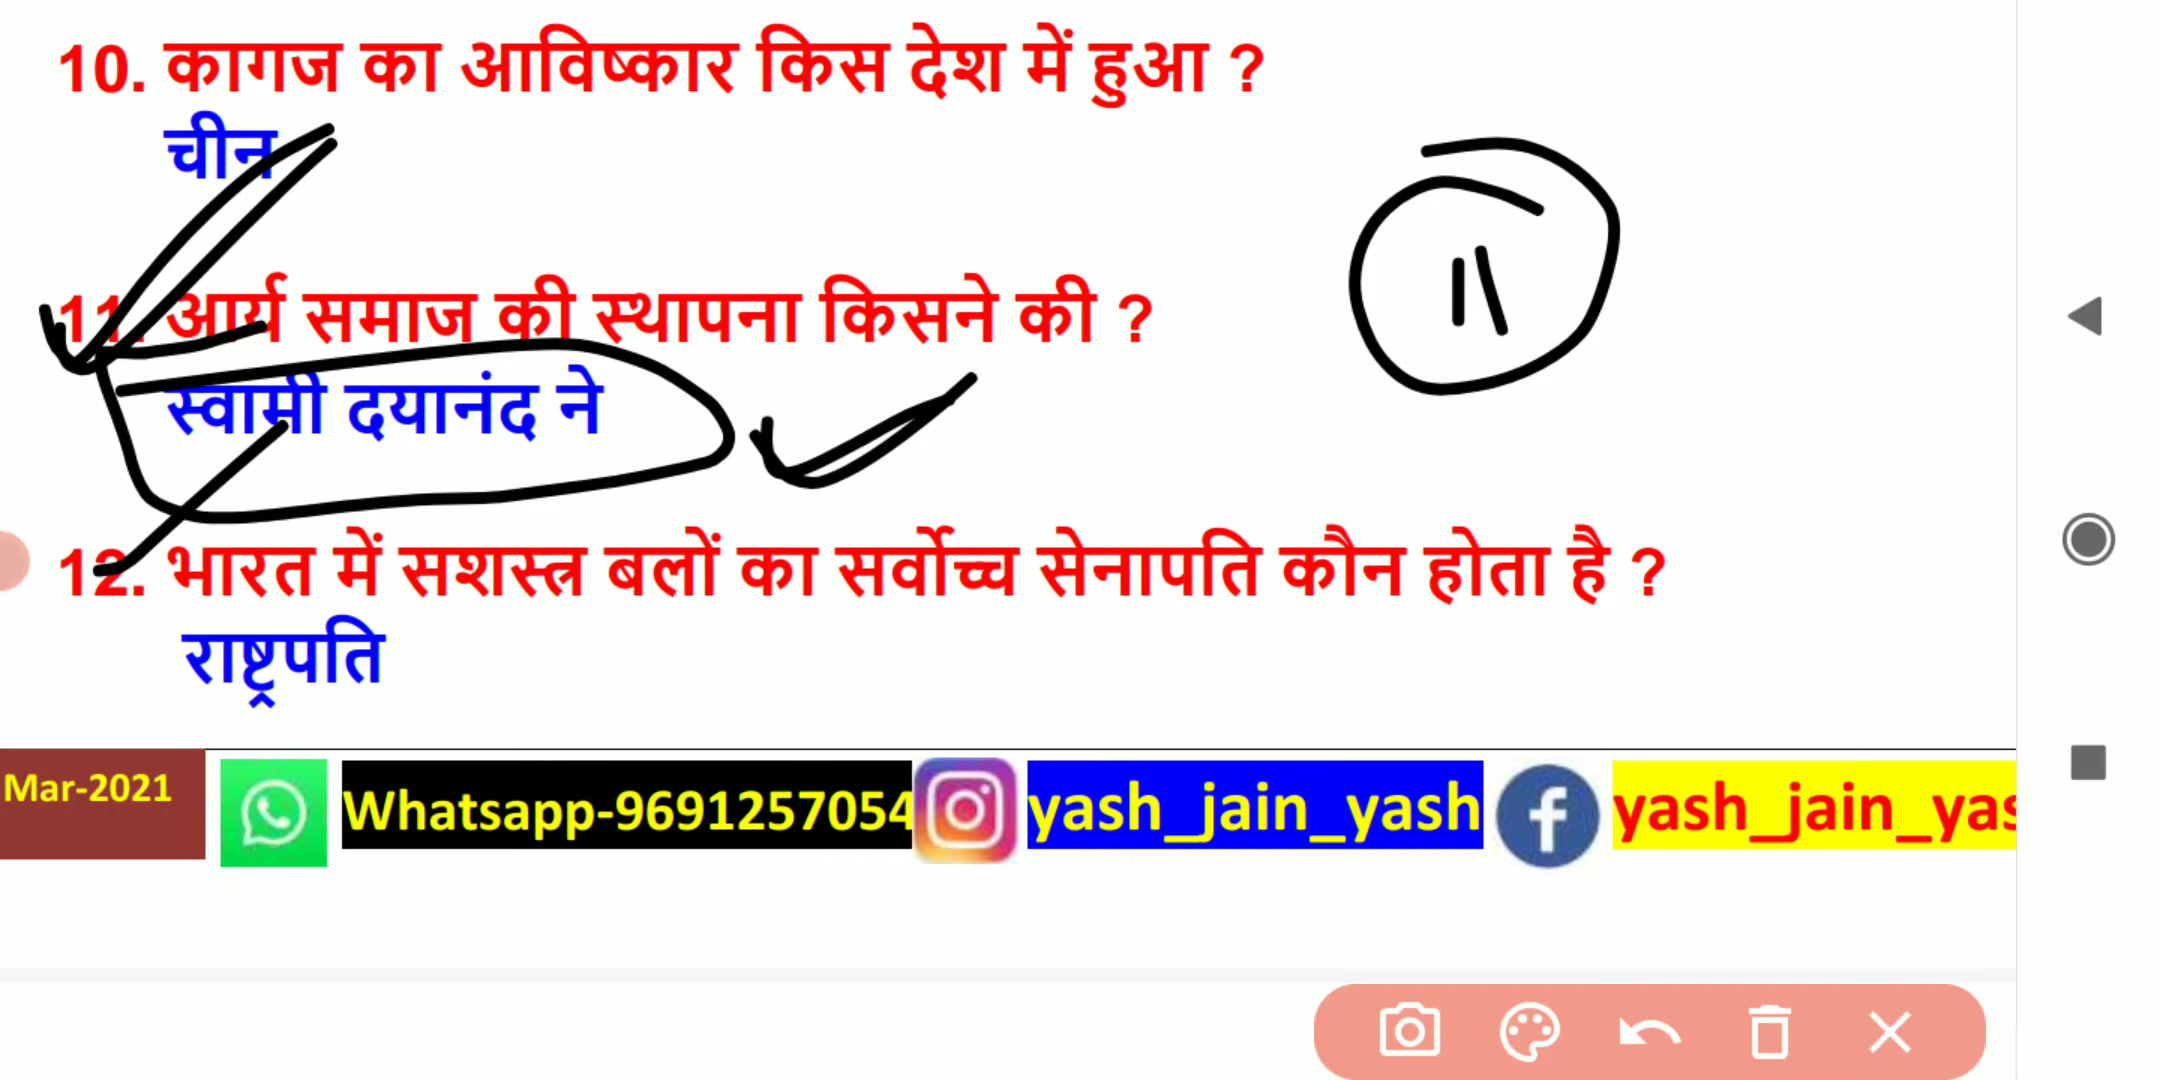 10. कागज का आविष्कार किस देश में हुआ ?
चीन
11. आर्य समाज की स्थापना किसने की ?
11
स्वामी दयानंद ने
12. भारत में सशस्त्र बलों का सर्वोच्च सेनापति कौन होता है ?
राष्ट्रपति
Mar-2021 Whatsapp-9691257054 yash_jain_yash yash_jain_yas